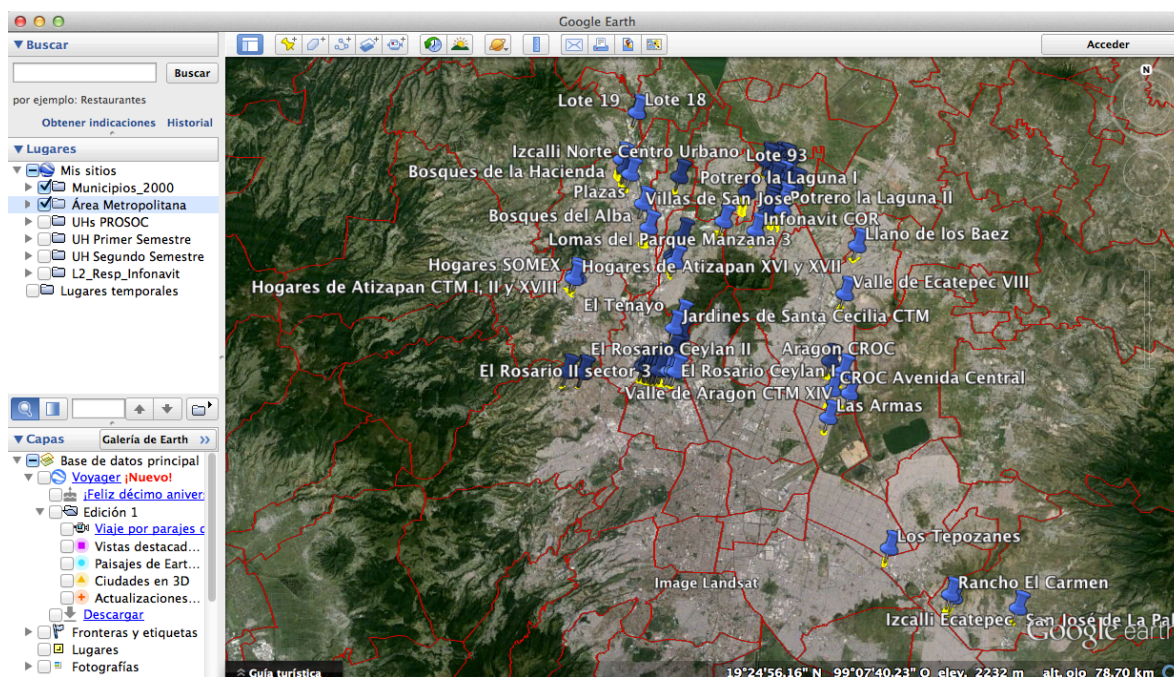 Google Earth
Buscar
Acceder
Buscar
por ejemplo: Restaurantes
Obtener indicaciones Historial
Lugares
Mis sitios
Municipios_2000
Área Metropolitana
UHs PROSOC
UH Primer Semestre
UH Segundo Semestre
L2_Resp_Infonavit
Lugares temporales
Capas
Galería de Earth >>
Base de datos principal
Voyager ¡Nuevo!
¡Feliz décimo aniver
Edición 1
Viaje por parajes
Vistas destacad...
Paisajes de Eart...
Ciudades en 3D
Actualizaciones...
Descargar
Fronteras y etiquetas
Lugares
Fotografías
N
Lote 19 Lote 18
Izcalli Norte Centro Urbano Lote 93
Bosques de la Hacienda Potrero la Laguna I
Plazas Villas de San Jose Potrero la Laguna II
Bosques del Alba Infonavit COR
Lomas del Parque Manzana 3 Llano de los Baez
Hogares SOMEX Hogares de Atizapan XVI y XVII
Hogares de Atizapan CTM I, II y XVIII Valle de Ecatepec VIII
El Tenayo Jardines de Santa Cecilia CTM
El Rosario Ceylan II Aragon CROC
El Rosario II sector 3 El Rosario Ceylan I CROC Avenida Central
Valle de Aragon CTM XIV Las Armas
Los Tepozanes
Image Landsat Rancho El Carmen
Izcalli Ecatepec San José de La Pal
Google earth
Guía turística 19°24'56.16" N 99°07'40.23" O elev. 2232 m alt. ojo 78.70 km